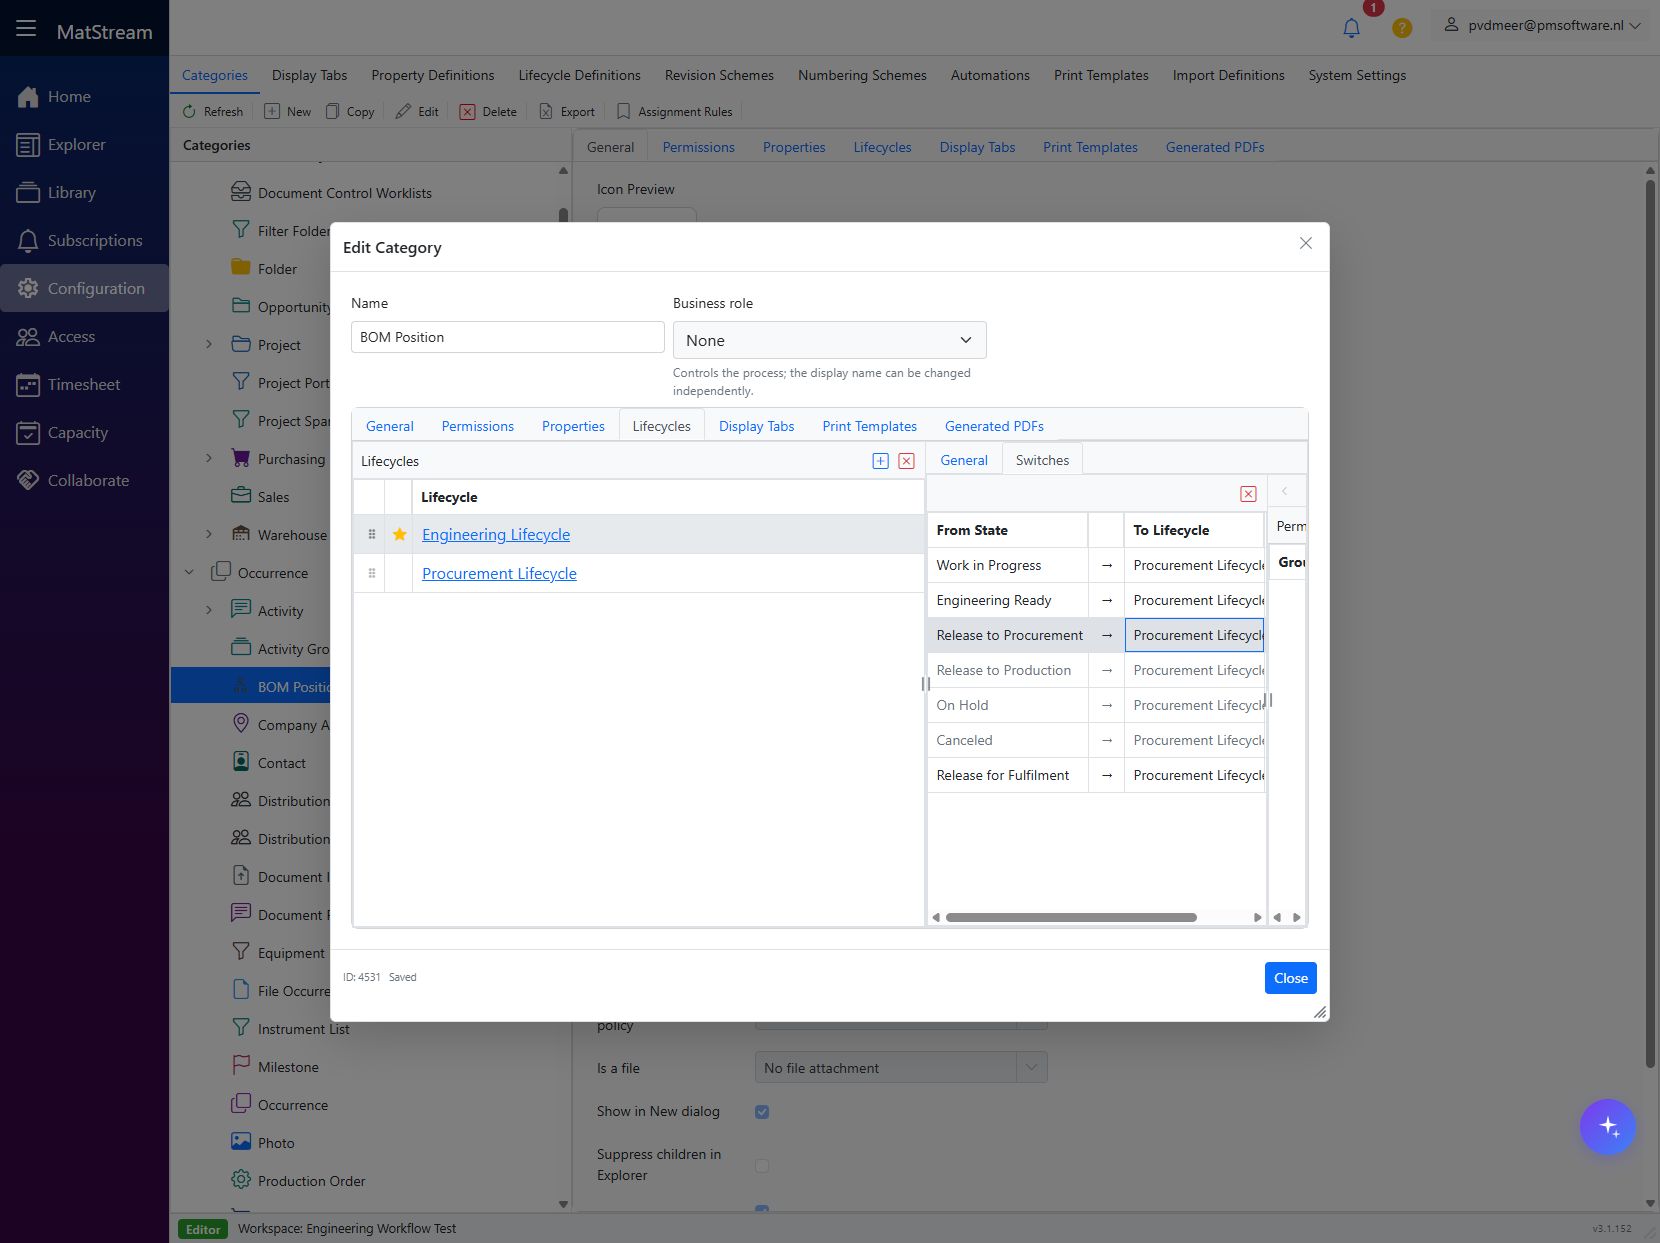 MatStream
1
?
pvdmeer@pmsoftware.nl
Home
Explorer
Library
Subscriptions
Configuration
Access
Timesheet
Capacity
Collaborate
Categories Display Tabs Property Definitions Lifecycle Definitions Revision Schemes Numbering Schemes Automations Print Templates Import Definitions System Settings
Refresh New Copy Edit Delete Export Assignment Rules
Categories
General Permissions Properties Lifecycles Display Tabs Print Templates Generated PDFs
Document Control Worklists
Filter Folder
Folder
Opportunity
Project
Project Port
Project Spar
Purchasing
Sales
Warehouse
Occurrence
Activity
Activity Gro
BOM Positio
Company A
Contact
Distribution
Distribution
Document I
Document
Equipment
File Occurre
Instrument List
Milestone
Occurrence
Photo
Production Order
Icon Preview
Edit Category
Name
BOM Position
Business role
None
Controls the process; the display name can be changed
independently.
General Permissions Properties Lifecycles Display Tabs Print Templates Generated PDFs
Lifecycles
Lifecycle
Engineering Lifecycle
Procurement Lifecycle
General Switches
From State To Lifecycle
Work in Progress → Procurement Lifecycle
Engineering Ready → Procurement Lifecycle
Release to Procurement → Procurement Lifecycl
Release to Production → Procurement Lifecycle
On Hold → Procurement Lifecycle
Canceled → Procurement Lifecycle
Release for Fulfilment → Procurement Lifecycle
Perm
Grou
ID: 4531 Saved
Close
policy
Is a file
No file attachment
Show in New dialog
Suppress children in
Explorer
Editor Workspace: Engineering Workflow Test
v3.1.152